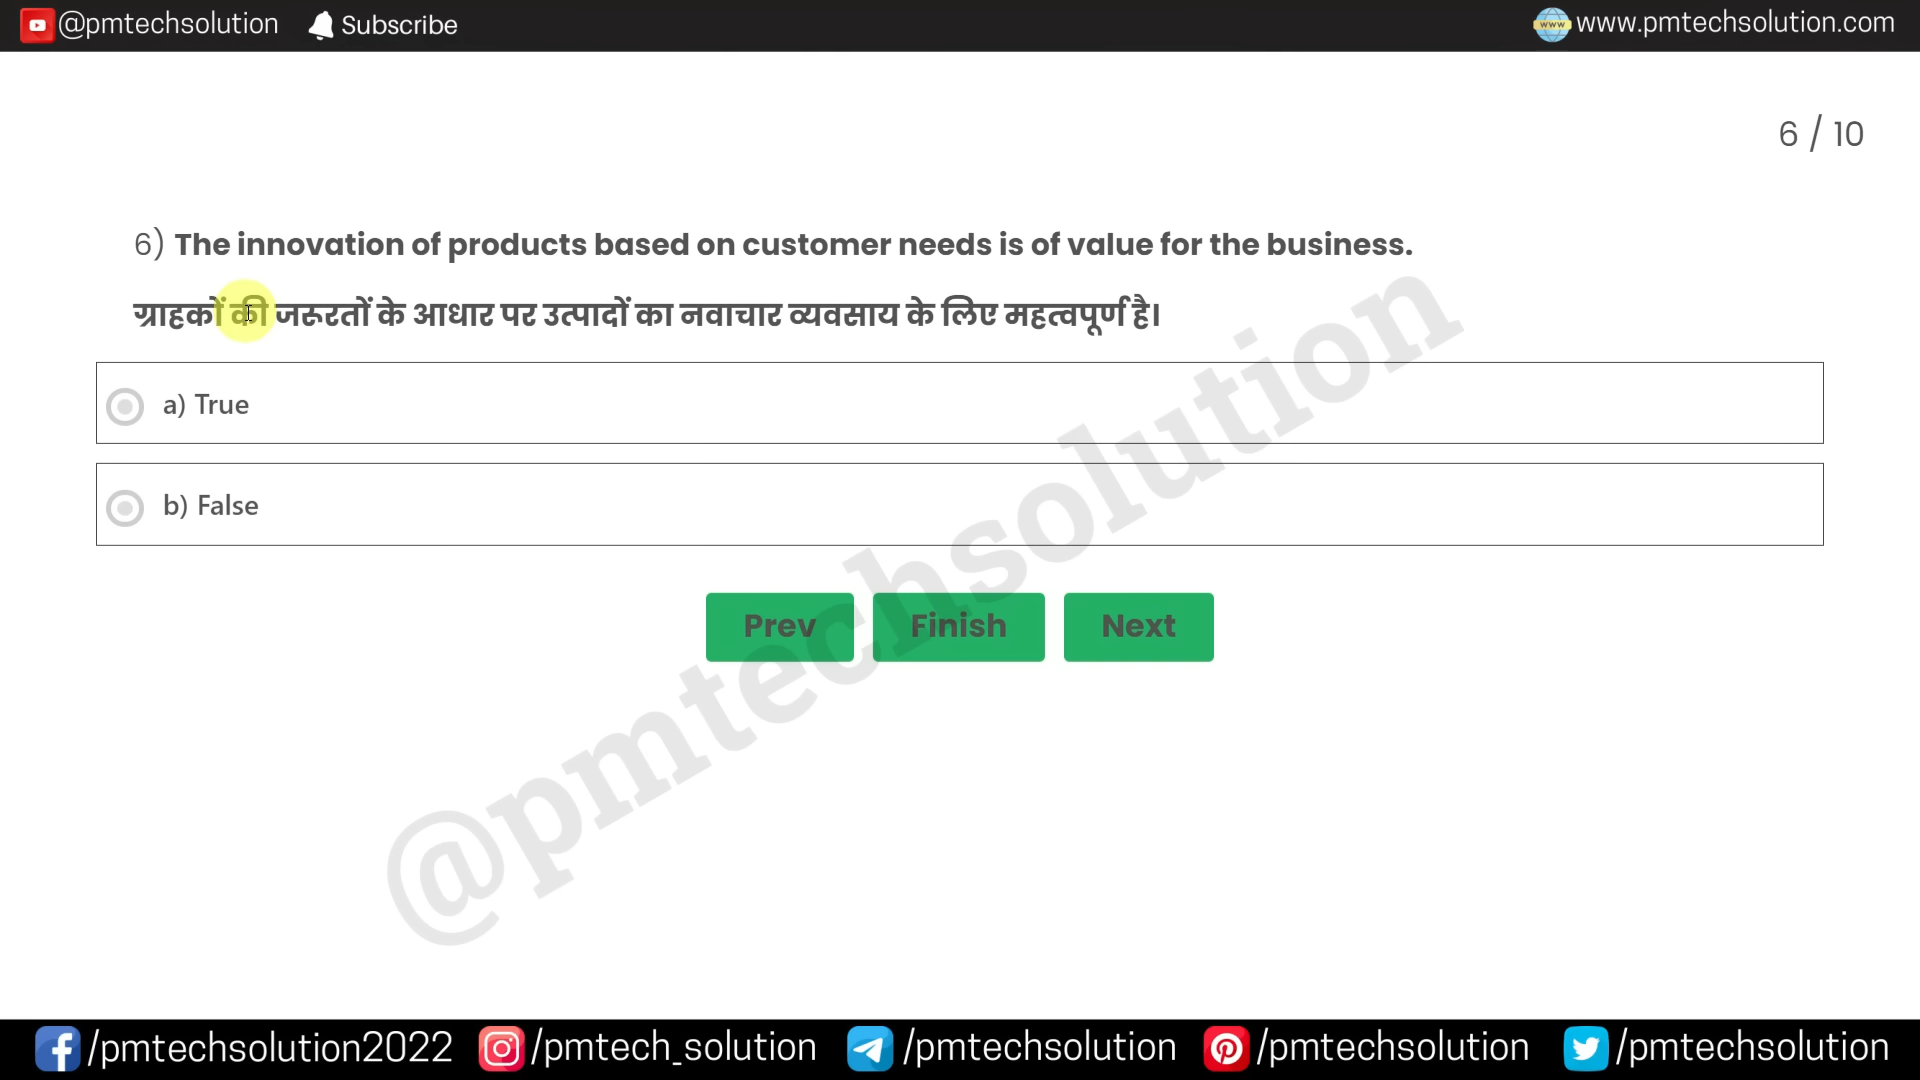 @pmtechsolution Subscribe www.pmtechsolution.com
6 / 10
6) The innovation of products based on customer needs is of value for the business.
ग्राहकों की जरूरतों के आधार पर उत्पादों का नवाचार व्यवसाय के लिए महत्वपूर्ण है।
a) True
b) False
Prev Finish Next
@pmtechsolution
/pmtechsolution2022 /pmtech_solution /pmtechsolution /pmtechsolution /pmtechsolution